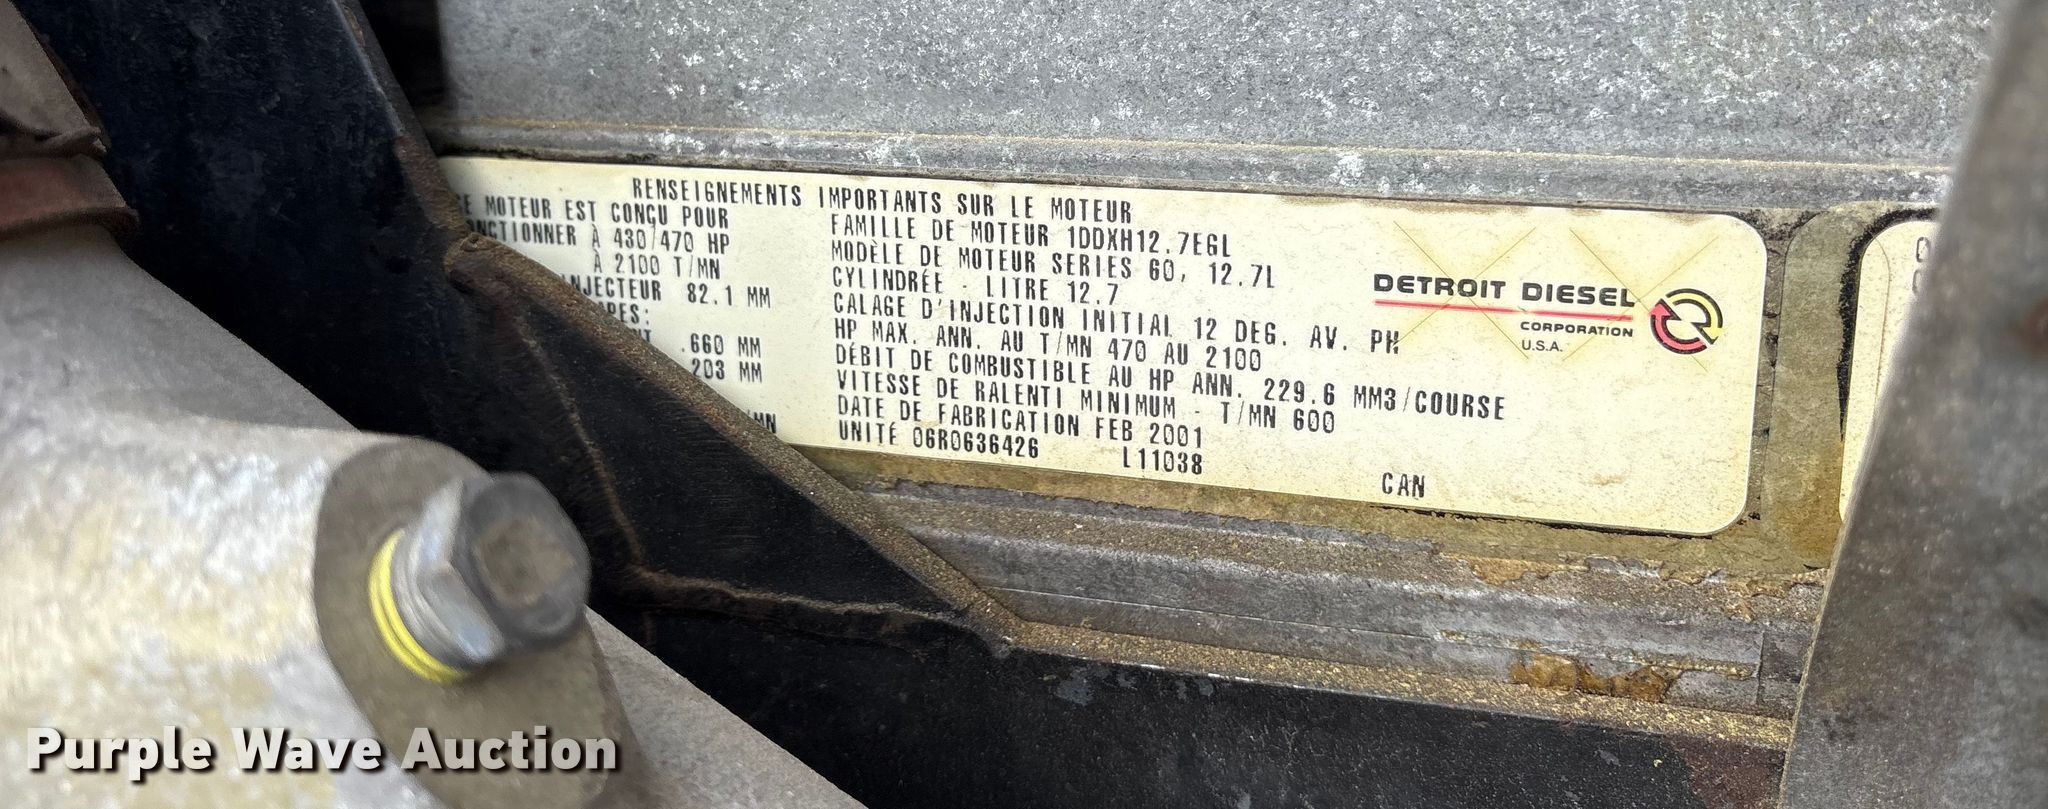 RENSEIGNEMENTS IMPORTANTS SUR LE MOTEUR
MOTEUR EST CONÇU POUR
À 430/470 HP
À 2100 T/MN
82.1 MM
.660 MM
.203 MM
FAMILLE DE MOTEUR 1DDXH12.7EGL
MODÈLE DE MOTEUR SERIES 60, 12.7L
CYLINDRÉE - LITRE 12.7
CALAGE D'INJECTION INITIAL 12 DEG. AV. PH
HP MAX. ANN. AU T/MN 470 AU 2100
DÉBIT DE COMBUSTIBLE AU HP ANN. 229.6 MM3/COURSE
VITESSE DE RALENTI MINIMUM - T/MN 600
DATE DE FABRICATION FEB 2001
UNITÉ 06R0636426 L11038
CAN
DETROIT DIESEL
CORPORATION
U.S.A.
Purple Wave Auction